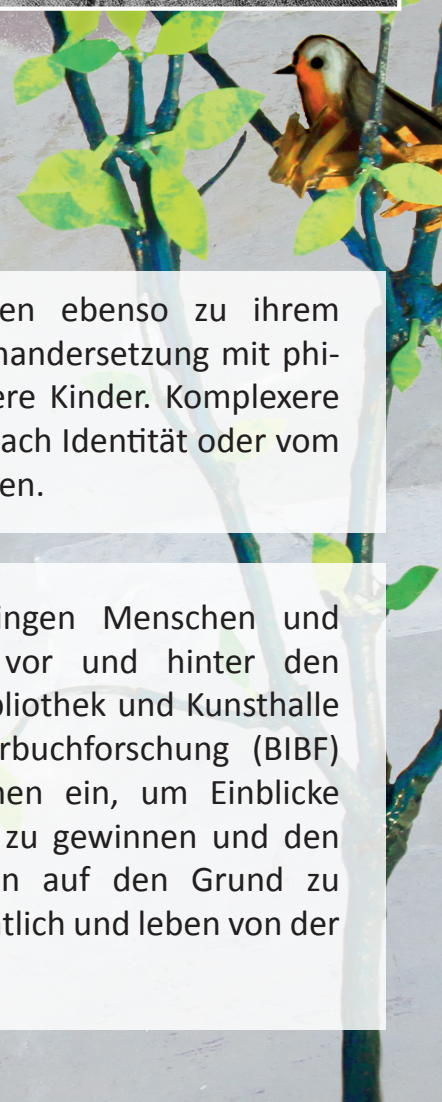 en ebenso zu ihrem
nandersetzung mit phi-
ere Kinder. Komplexere
ach Identität oder vom
en.
ingen Menschen und
vor und hinter den
bliothek und Kunsthalle
rbuchforschung (BIBF)
nen ein, um Einblicke
zu gewinnen und den
n auf den Grund zu
tlich und leben von der